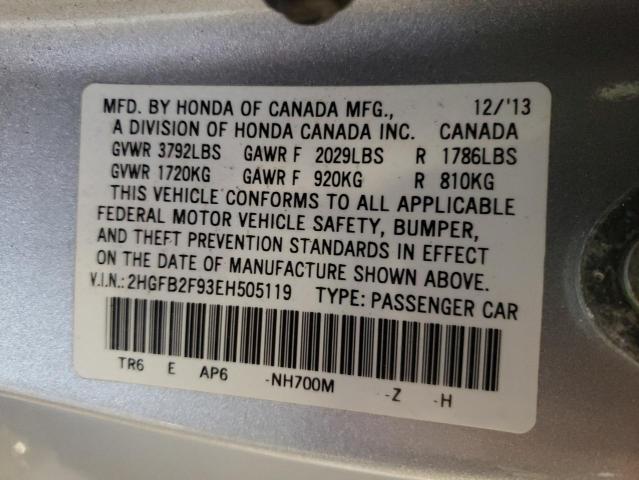 MFD. BY HONDA OF CANADA MFG., 12/'13
A DIVISION OF HONDA CANADA INC. CANADA
GVWR 3792LBS GAWR F 2029LBS R 1786LBS
GVWR 1720KG GAWR F 920KG R 810KG
THIS VEHICLE CONFORMS TO ALL APPLICABLE
FEDERAL MOTOR VEHICLE SAFETY, BUMPER,
AND THEFT PREVENTION STANDARDS IN EFFECT
ON THE DATE OF MANUFACTURE SHOWN ABOVE.
V.I.N.: 2HGFB2F93EH505119 TYPE: PASSENGER CAR
TR6 E AP6 -NH700M -Z -H